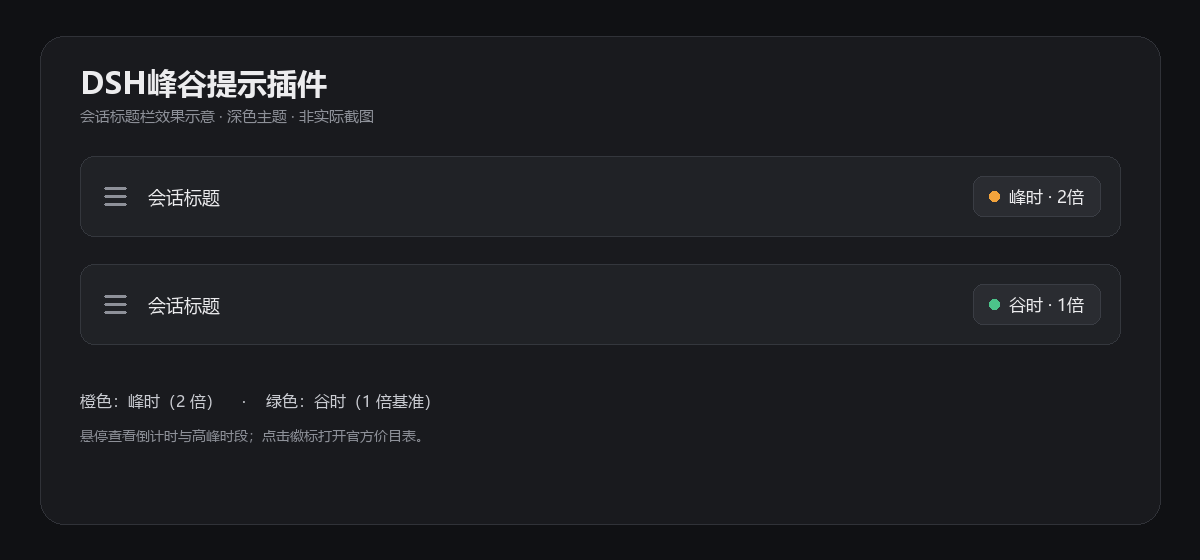 DSH峰谷提示插件
会话标题栏效果示意 · 深色主题 · 非实际截图
会话标题
峰时 · 2倍
会话标题
谷时 · 1倍
橙色：峰时（2 倍） · 绿色：谷时（1 倍基准）
悬停查看倒计时与高峰时段；点击徽标打开官方价目表。